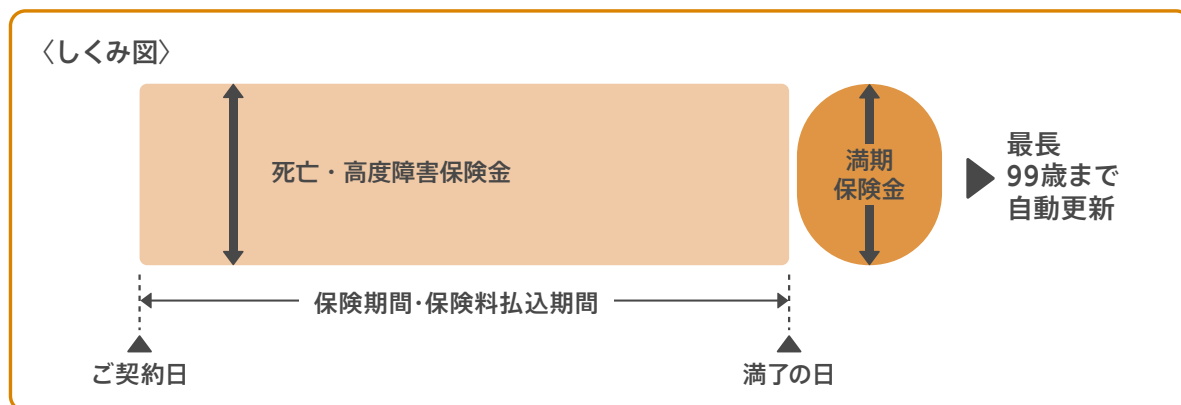 〈しくみ図〉
死亡・高度障害保険金
満期
保険金
最長
99歳まで
自動更新
保険期間･保険料払込期間
ご契約日
満了の日